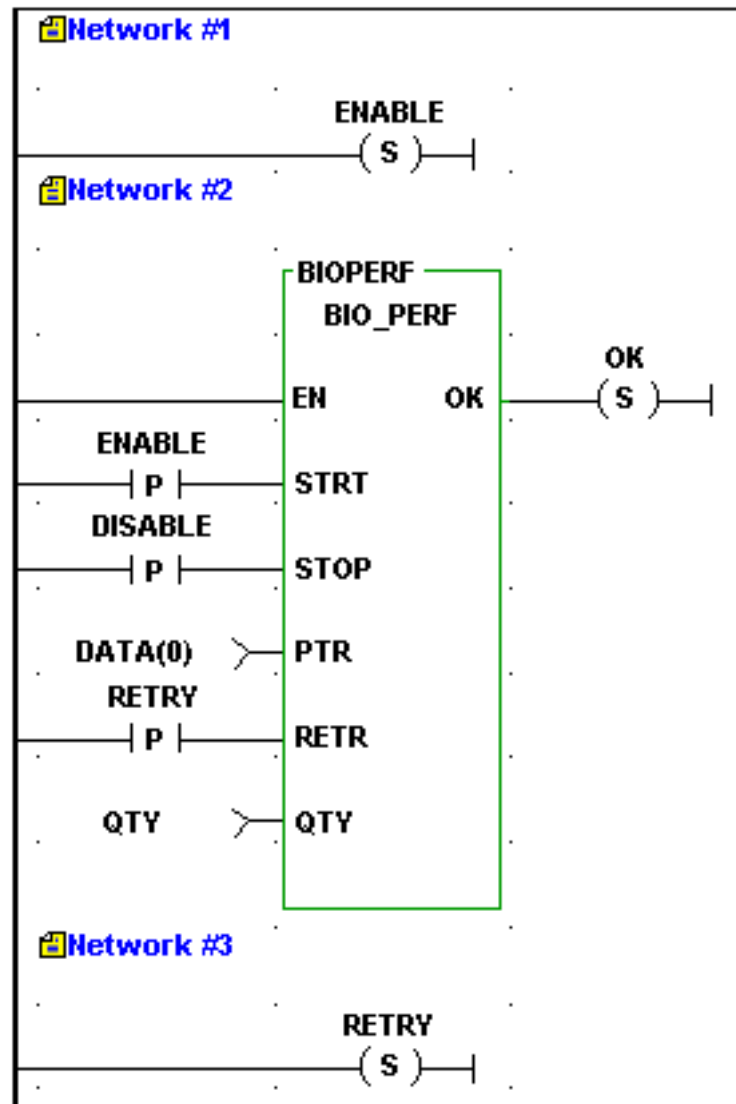 Network #1
ENABLE
( S )
Network #2
BIOPERF
BIO_PERF
OK
EN OK ( S )
ENABLE
P STRT
DISABLE
P STOP
DATA(0) PTR
RETRY
P RETR
QTY QTY
Network #3
RETRY
( S )